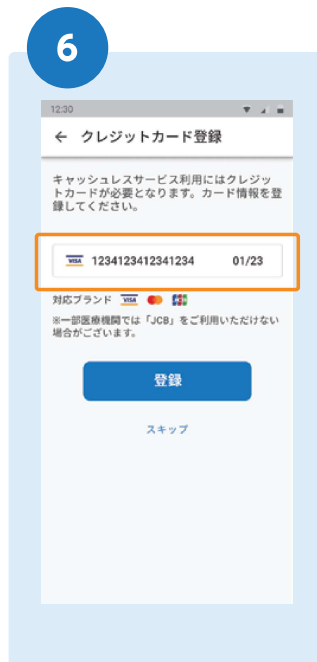 6
12:30
← クレジットカード登録
キャッシュレスサービス利用にはクレジッ
トカードが必要となります。カード情報を登
録してください。
VISA 1234123412341234 01/23
対応ブランド VISA JCB
※一部医療機関では「JCB」をご利用いただけない
場合がございます。
登録
スキップ